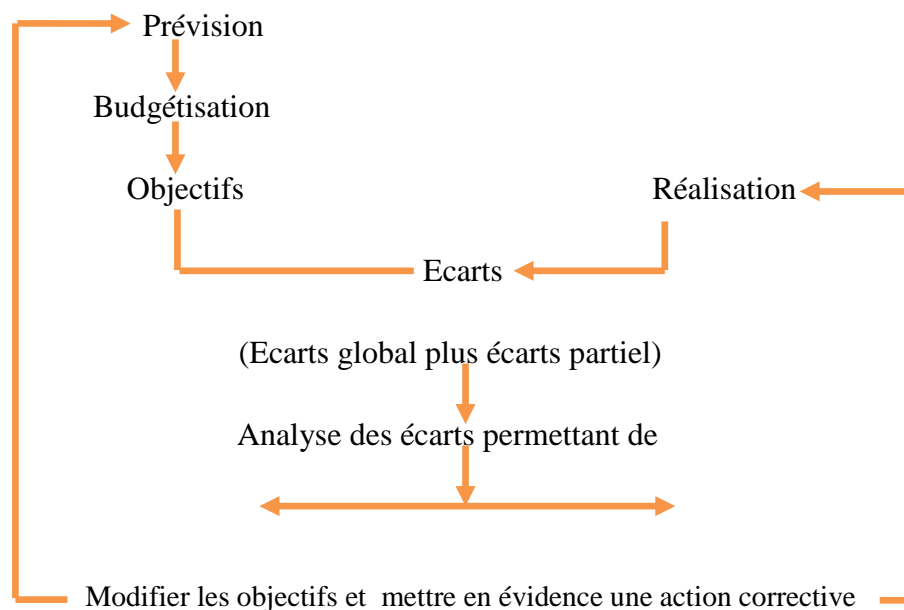 Prévision
Budgétisation
Objectifs
Réalisation
Ecarts
(Ecarts global plus écarts partiel)
Analyse des écarts permettant de
Modifier les objectifs et  mettre en évidence une action corrective